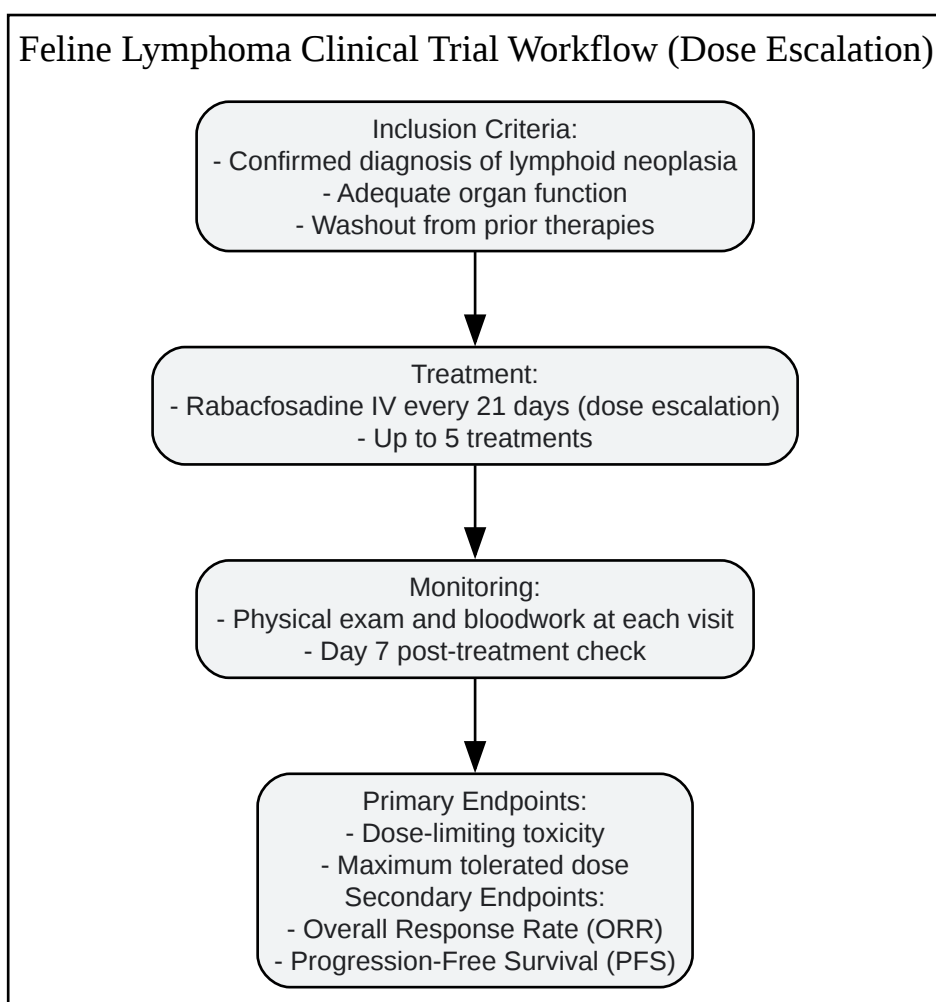 Feline Lymphoma Clinical Trial Workflow (Dose Escalation)
Inclusion Criteria:
- Confirmed diagnosis of lymphoid neoplasia
- Adequate organ function
- Washout from prior therapies
Treatment:
- Rabacfosadine IV every 21 days (dose escalation)
- Up to 5 treatments
Monitoring:
- Physical exam and bloodwork at each visit
- Day 7 post-treatment check
Primary Endpoints:
- Dose-limiting toxicity
- Maximum tolerated dose
Secondary Endpoints:
- Overall Response Rate (ORR)
- Progression-Free Survival (PFS)